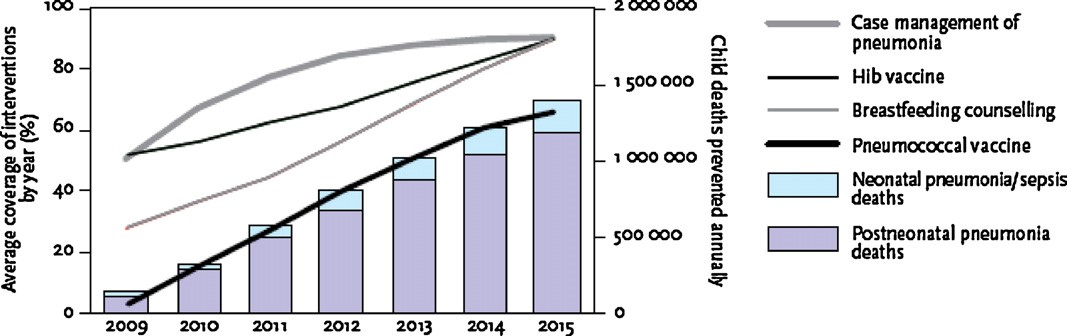 Average coverage of interventions
by year (%)
100
80
60
40
20
0
2009 2010 2011 2012 2013 2014 2015
2 000 000
1 500 000
1 000 000
500 000
0
Child deaths prevented annually
Case management of
pneumonia
Hib vaccine
Breastfeeding counselling
Pneumococcal vaccine
Neonatal pneumonia/sepsis
deaths
Postneonatal pneumonia
deaths